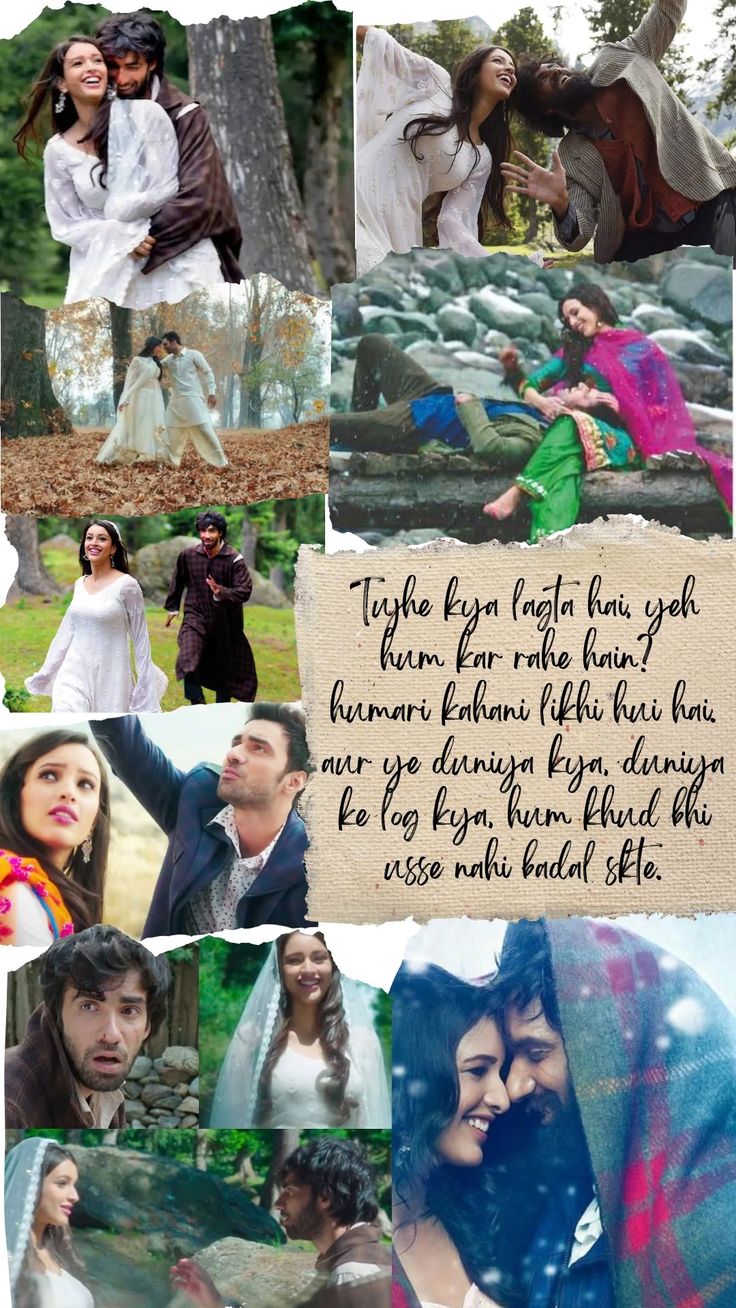 Tujhe kya lagta hai, yeh
hum kar rahe hain?
humari kahani likhi hui hai.
aur ye duniya kya, duniya
ke log kya, hum khud bhi
usse nahi badal skte.